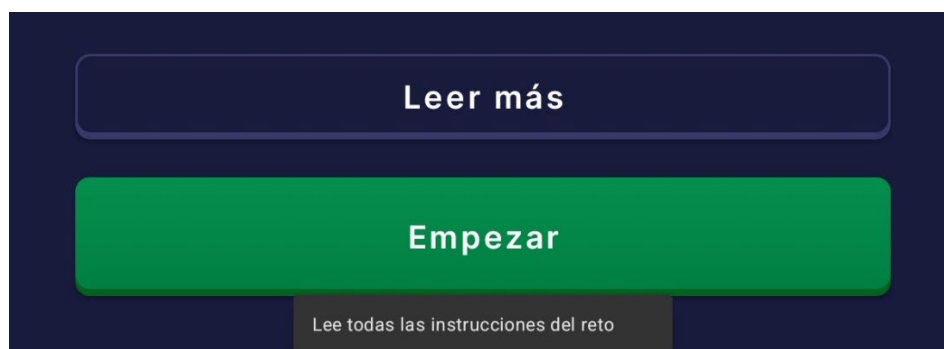 Leer más
Empezar
Lee todas las instrucciones del reto